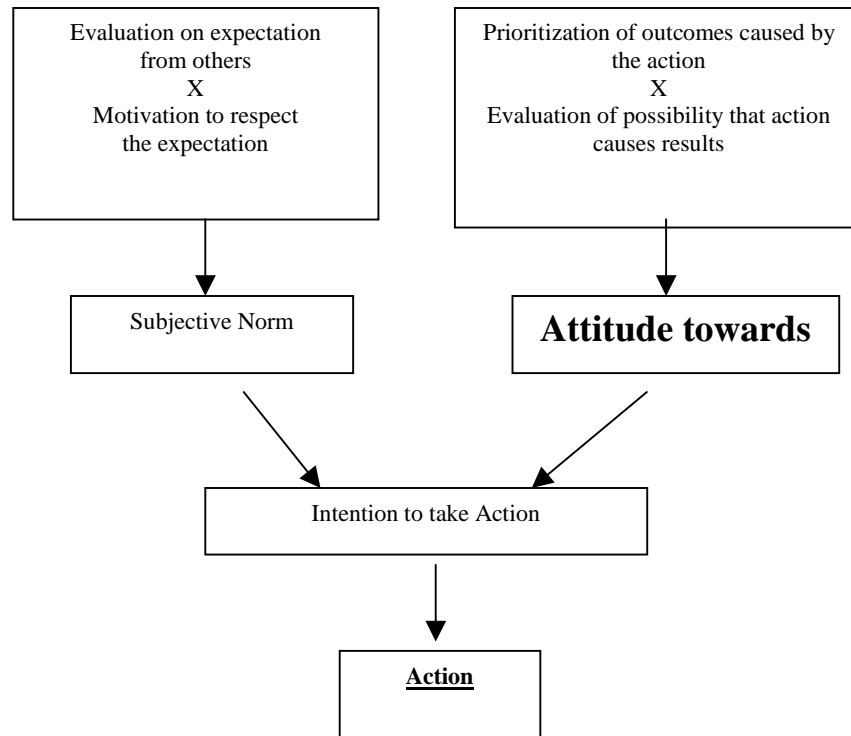 Evaluation on expectation
from others
X
Motivation to respect
the expectation
Prioritization of outcomes caused by
the action
X
Evaluation of possibility that action
causes results
Subjective Norm
Attitude towards
Intention to take Action
Action